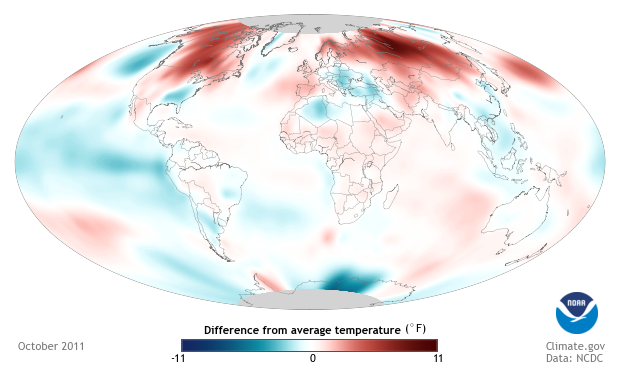 NOAA
Difference from average temperature (°F)
October 2011
-11 0 11
Climate.gov
Data: NCDC